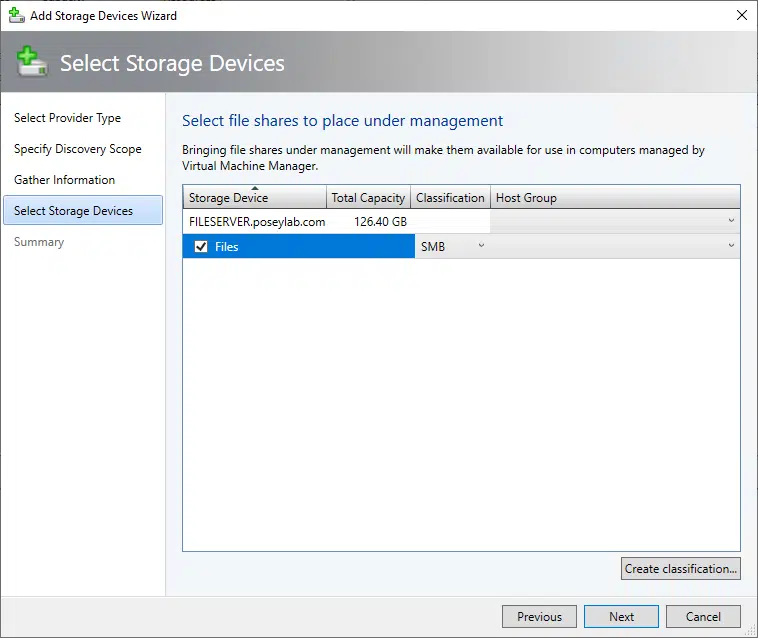 Add Storage Devices Wizard
Select Storage Devices
Select Provider Type
Specify Discovery Scope
Gather Information
Select Storage Devices
Summary
Select file shares to place under management
Bringing file shares under management will make them available for use in computers managed by
Virtual Machine Manager.
Storage Device Total Capacity Classification Host Group
FILESERVER.poseylab.com 126.40 GB
Files SMB
Create classification...
Previous Next Cancel